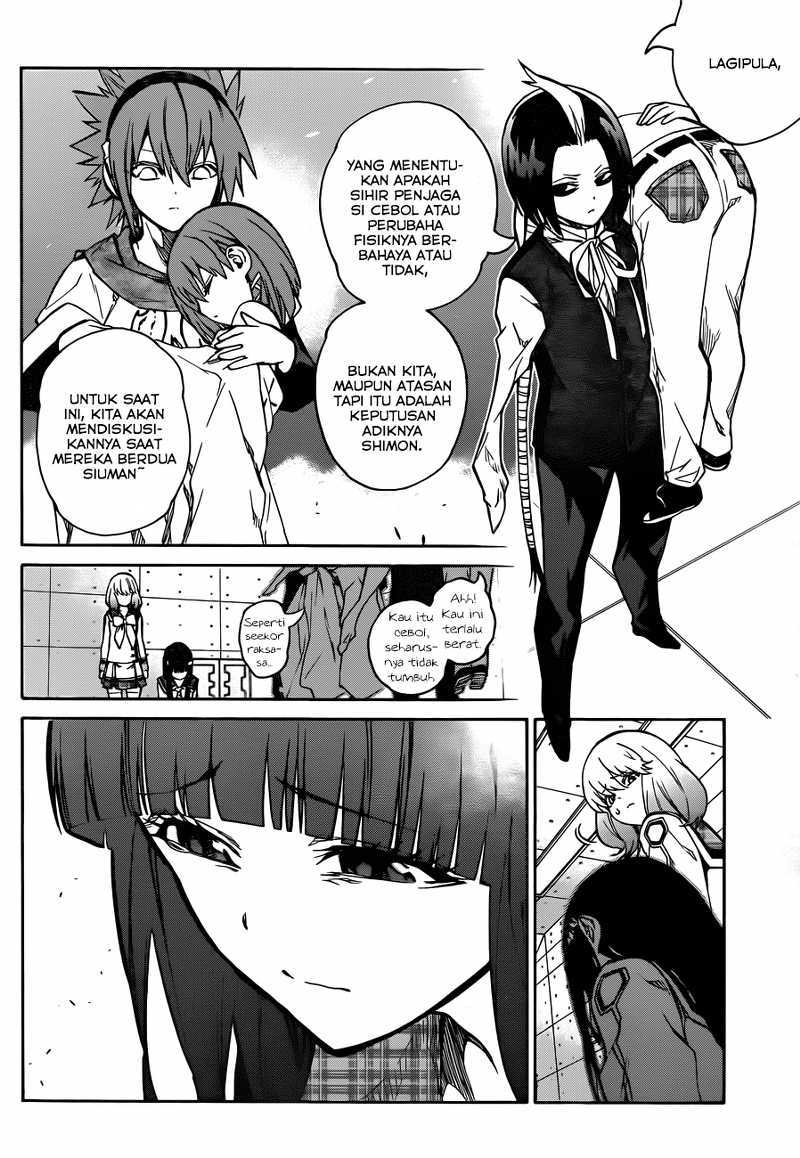 LAGIPULA,
YANG MENENTU-
KAN APAKAH
SIHIR PENJAGA
SI CEBOL ATAU
PERUBAHA
FISIKNYA BER-
BAHAYA ATAU
TIDAK,
BUKAN KITA,
MAUPUN ATASAN
TAPI ITU ADALAH
KEPUTUSAN
ADIKNYA
SHIMON.
UNTUK SAAT
INI, KITA AKAN
MENDISKUSI-
KANNYA SAAT
MEREKA BERDUA
SIUMAN~
Ahh!
Kau ini
terlalu
berat.
Kau itu
cebol,
seharus-
nya tidak
tumbuh,
Seperti
seekor
raksa-
sa..